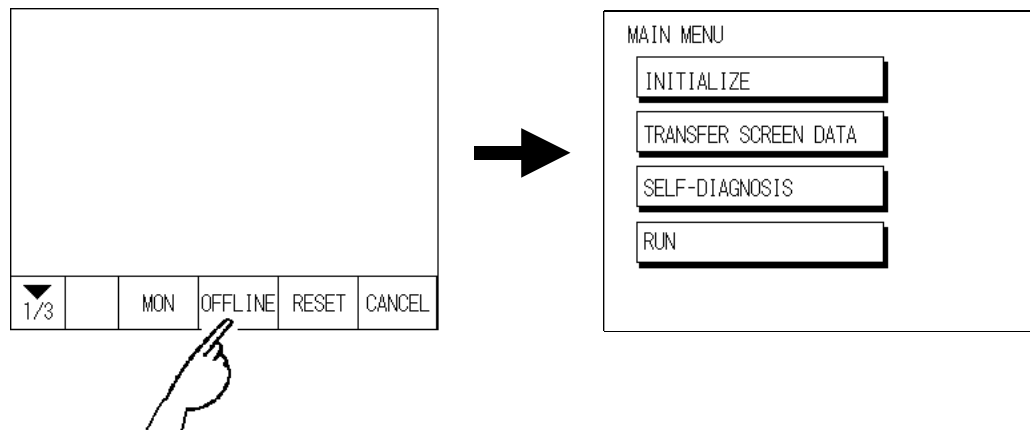 1/3 MON OFFLINE RESET CANCEL
MAIN MENU
INITIALIZE
TRANSFER SCREEN DATA
SELF-DIAGNOSIS
RUN